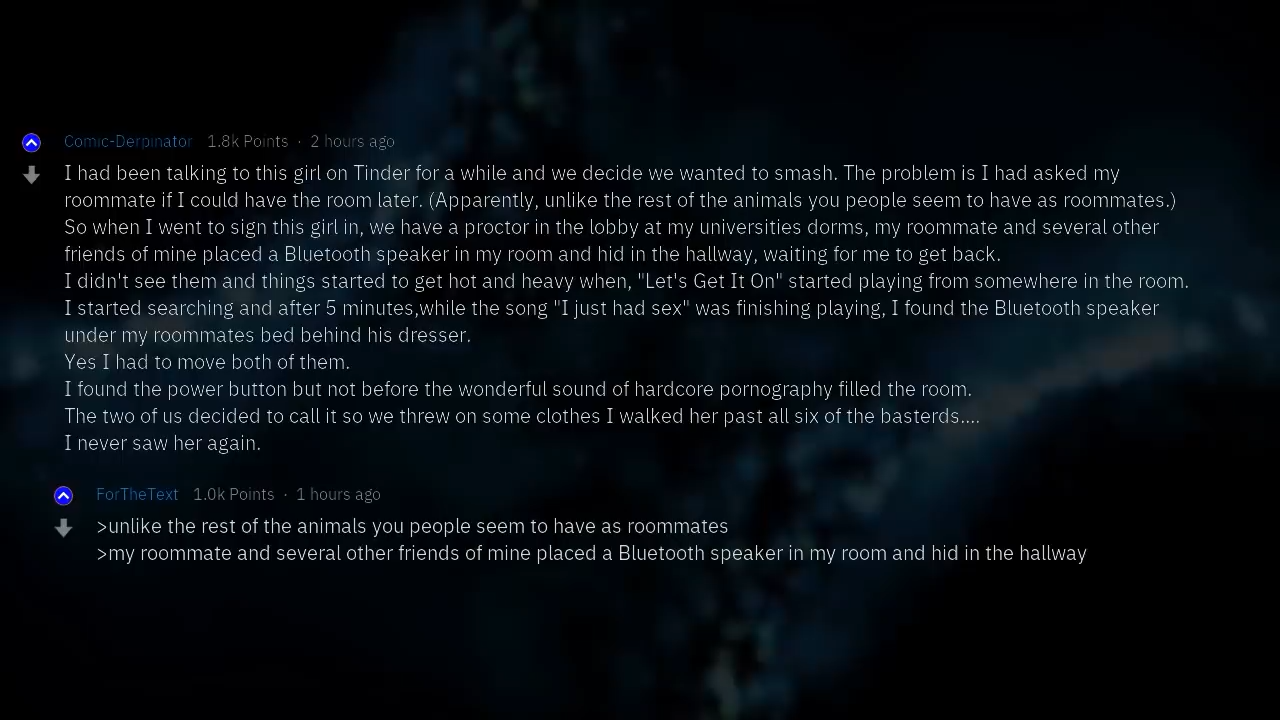 Comic-Derpinator 1.8k Points · 2 hours ago
I had been talking to this girl on Tinder for a while and we decide we wanted to smash. The problem is I had asked my
roommate if I could have the room later. (Apparently, unlike the rest of the animals you people seem to have as roommates.)
So when I went to sign this girl in, we have a proctor in the lobby at my universities dorms, my roommate and several other
friends of mine placed a Bluetooth speaker in my room and hid in the hallway, waiting for me to get back.
I didn't see them and things started to get hot and heavy when, "Let's Get It On" started playing from somewhere in the room.
I started searching and after 5 minutes,while the song "I just had sex" was finishing playing, I found the Bluetooth speaker
under my roommates bed behind his dresser.
Yes I had to move both of them.
I found the power button but not before the wonderful sound of hardcore pornography filled the room.
The two of us decided to call it so we threw on some clothes I walked her past all six of the basterds....
I never saw her again.
ForTheText 1.0k Points · 1 hours ago
>unlike the rest of the animals you people seem to have as roommates
>my roommate and several other friends of mine placed a Bluetooth speaker in my room and hid in the hallway